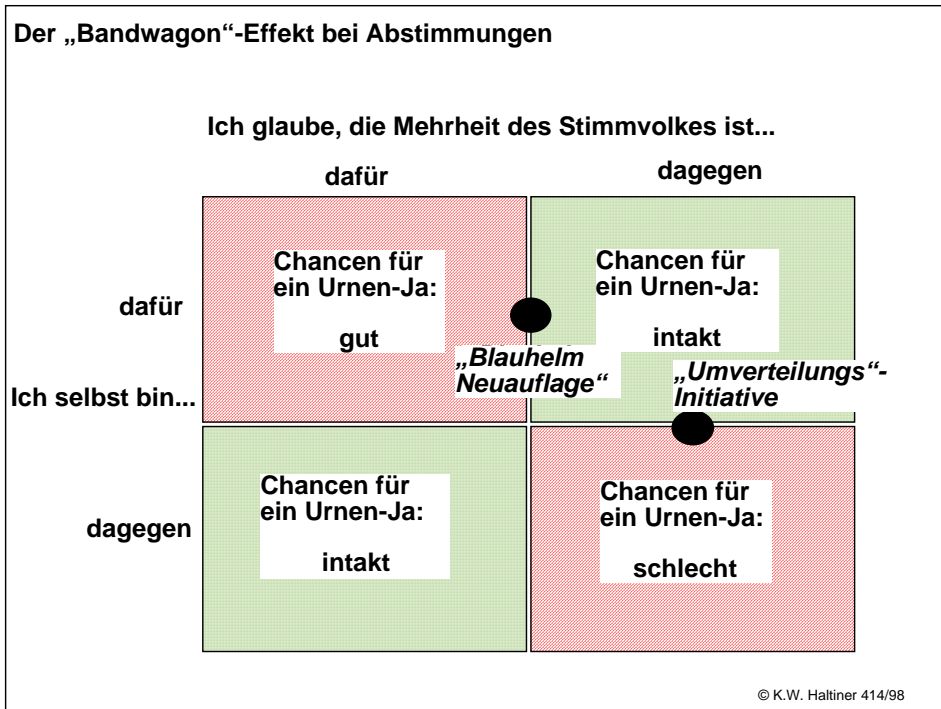 Der „Bandwagon“-Effekt bei Abstimmungen
Ich glaube, die Mehrheit des Stimmvolkes ist...
dafür
dagegen
Chancen für
ein Urnen-Ja:
gut
Chancen für
ein Urnen-Ja:
intakt
dafür
„Blauhelm
Neuauflage“
„Umverteilungs“-
Initiative
Ich selbst bin...
Chancen für
ein Urnen-Ja:
intakt
Chancen für
ein Urnen-Ja:
schlecht
dagegen
© K.W. Haltiner 414/98